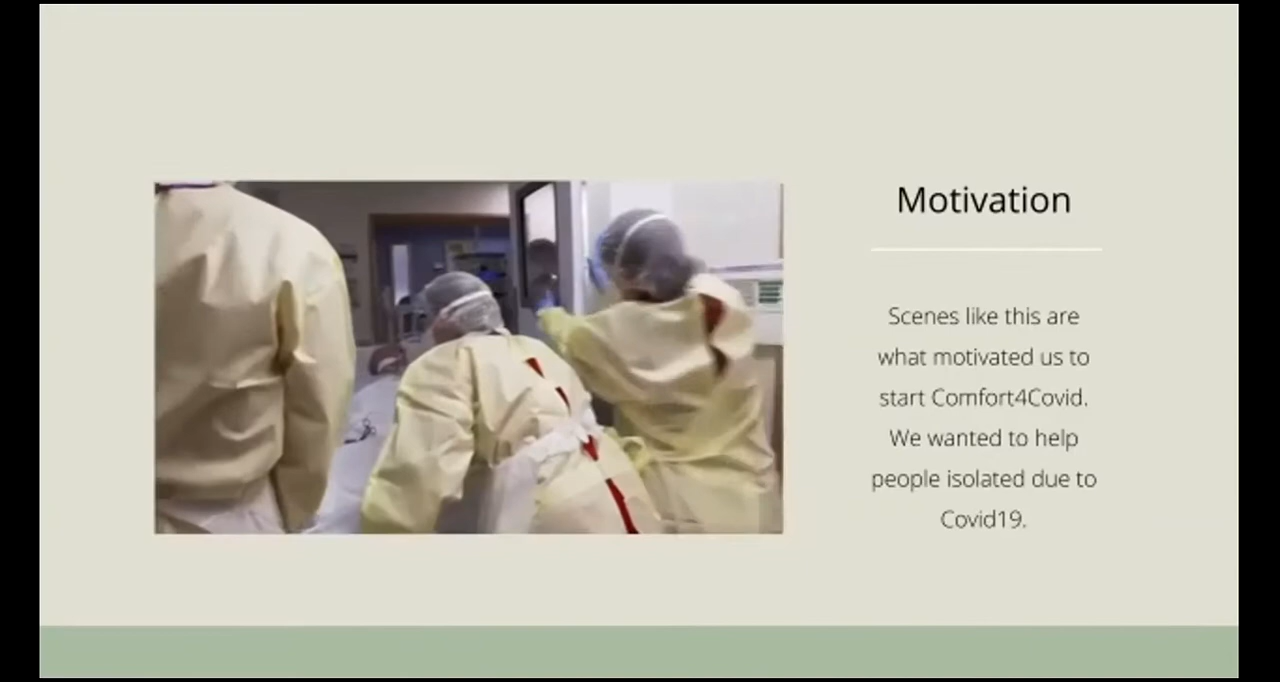 Motivation
Scenes like this are
what motivated us to
start Comfort4Covid.
We wanted to help
people isolated due to
Covid19.